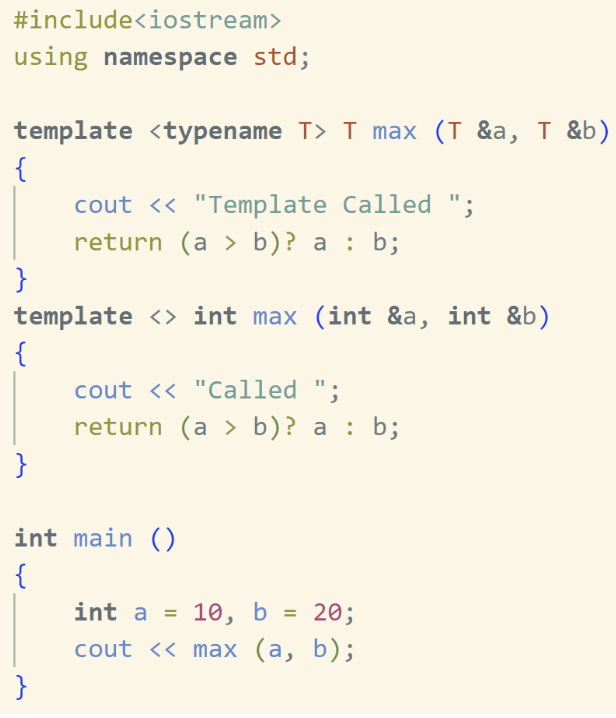 #include<iostream>
using namespace std;

template <typename T> T max (T &a, T &b)
{
    cout << "Template Called ";
    return (a > b)? a : b;
}
template <> int max (int &a, int &b)
{
    cout << "Called ";
    return (a > b)? a : b;
}

int main ()
{
    int a = 10, b = 20;
    cout << max (a, b);
}